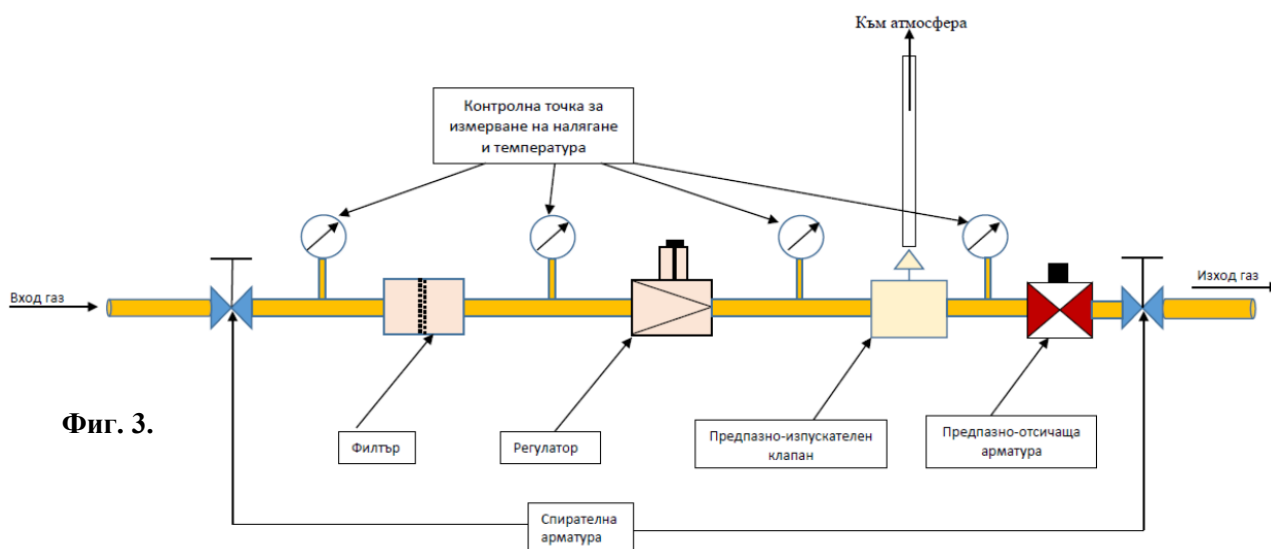 Към атмосфера
Контролна точка за
измерване на налягане
и температура
Вход газ
Изход газ
Фиг. 3.
Филтър
Регулатор
Предпазно-изпускателен
клапан
Предпазно-отсичаща
арматура
Спирателна
арматура